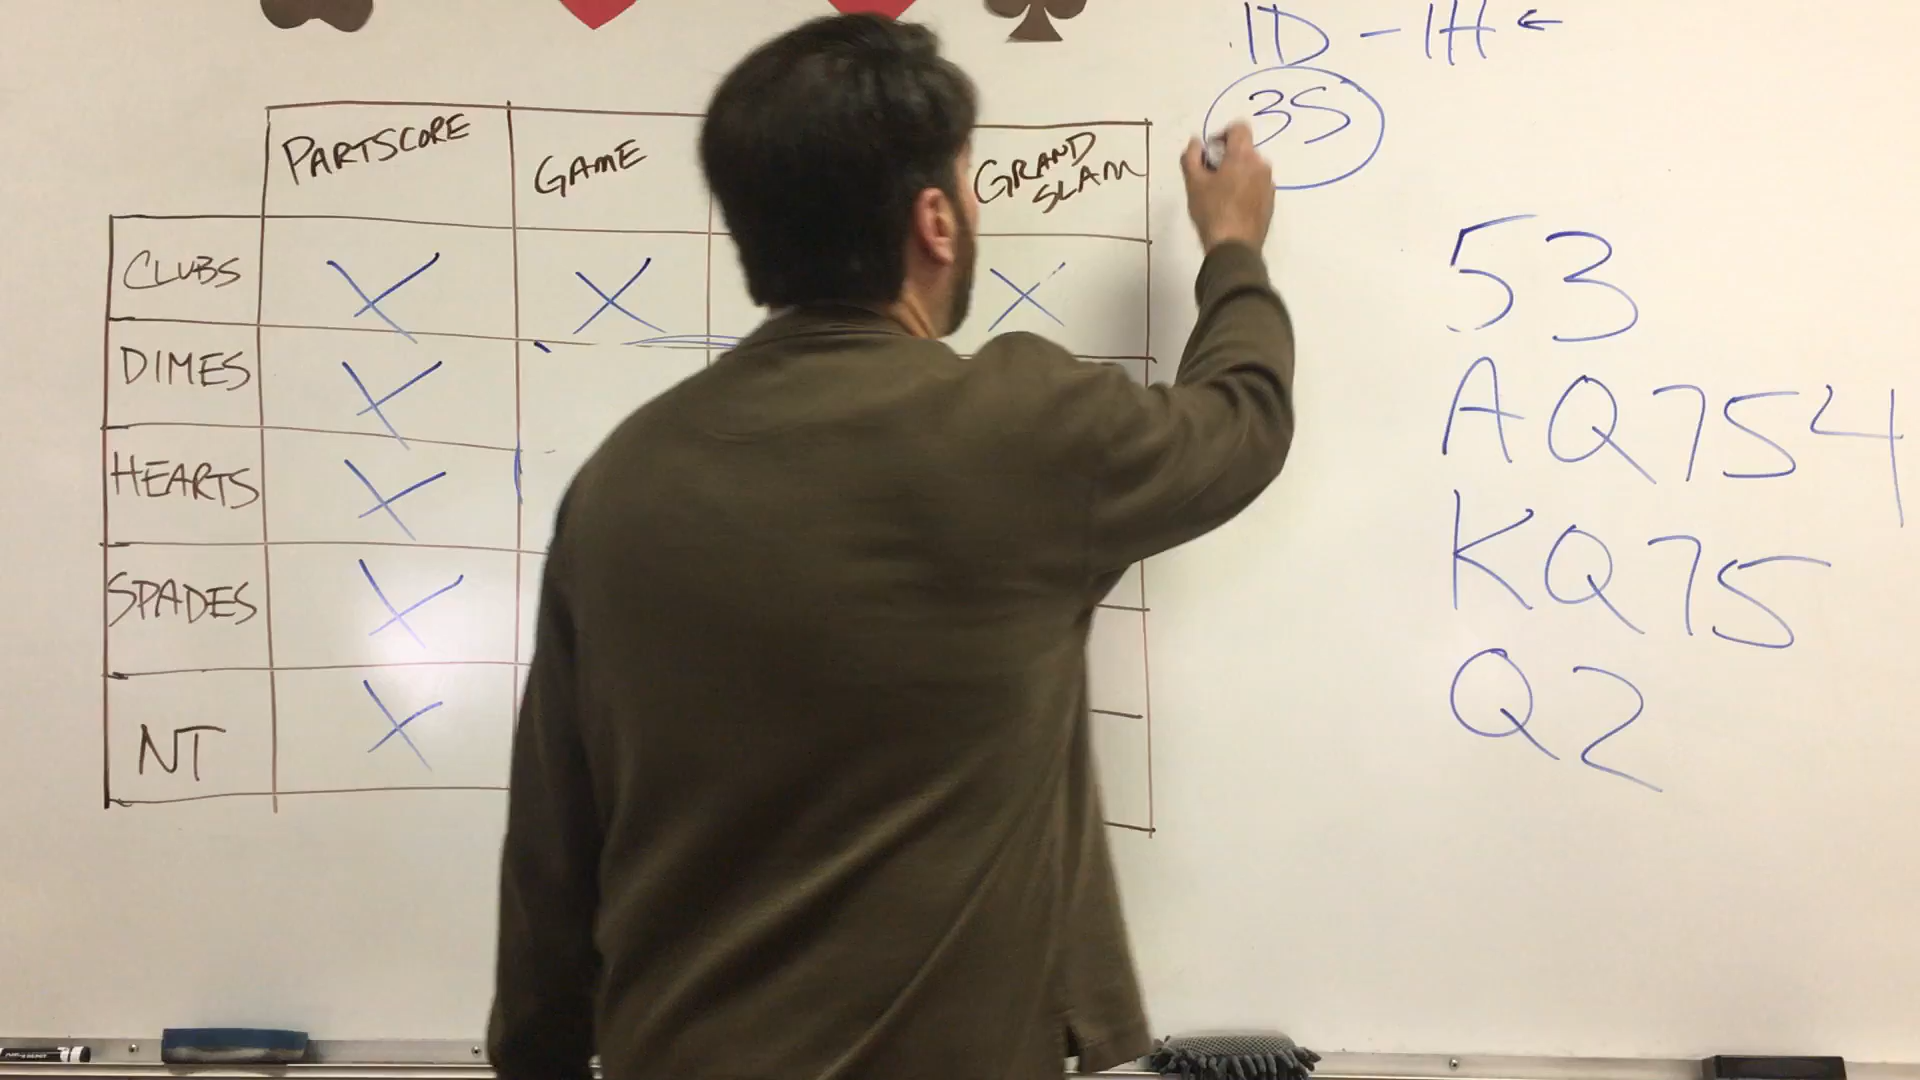 1D - 1H ←
3S
PARTSCORE GAME GRAND SLAM
CLUBS X X X
DIMES X
HEARTS X
SPADES X
NT X
53
AQ754
KQ75
Q2